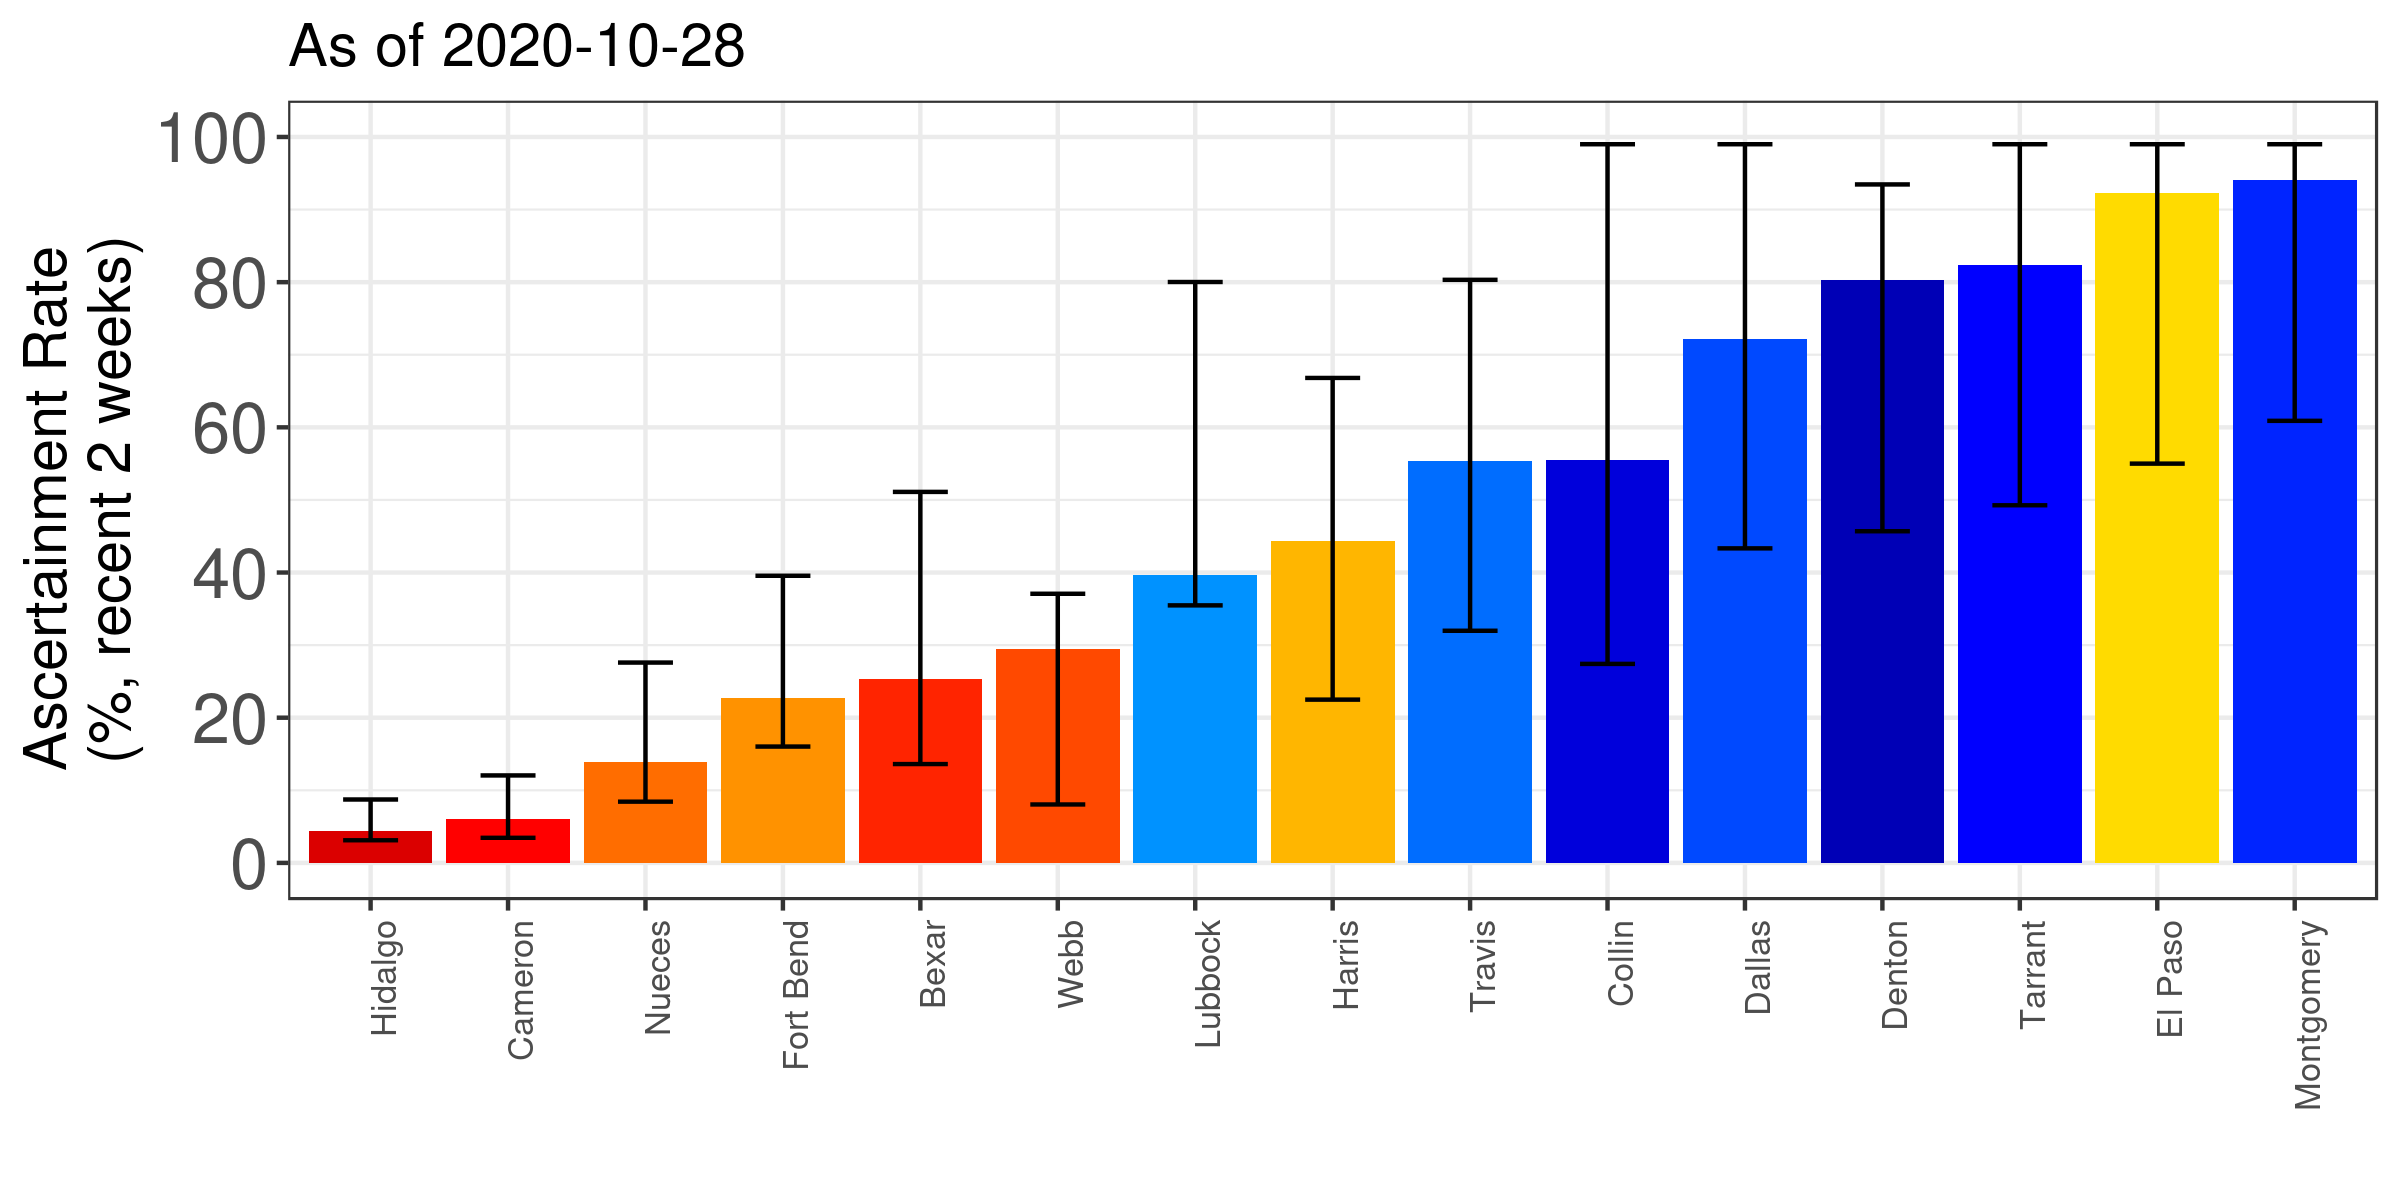 As of 2020-10-28
Ascertainment Rate
(%, recent 2 weeks)
100
80
60
40
20
0
Hidalgo
Cameron
Nueces
Fort Bend
Bexar
Webb
Lubbock
Harris
Travis
Collin
Dallas
Denton
Tarrant
El Paso
Montgomery